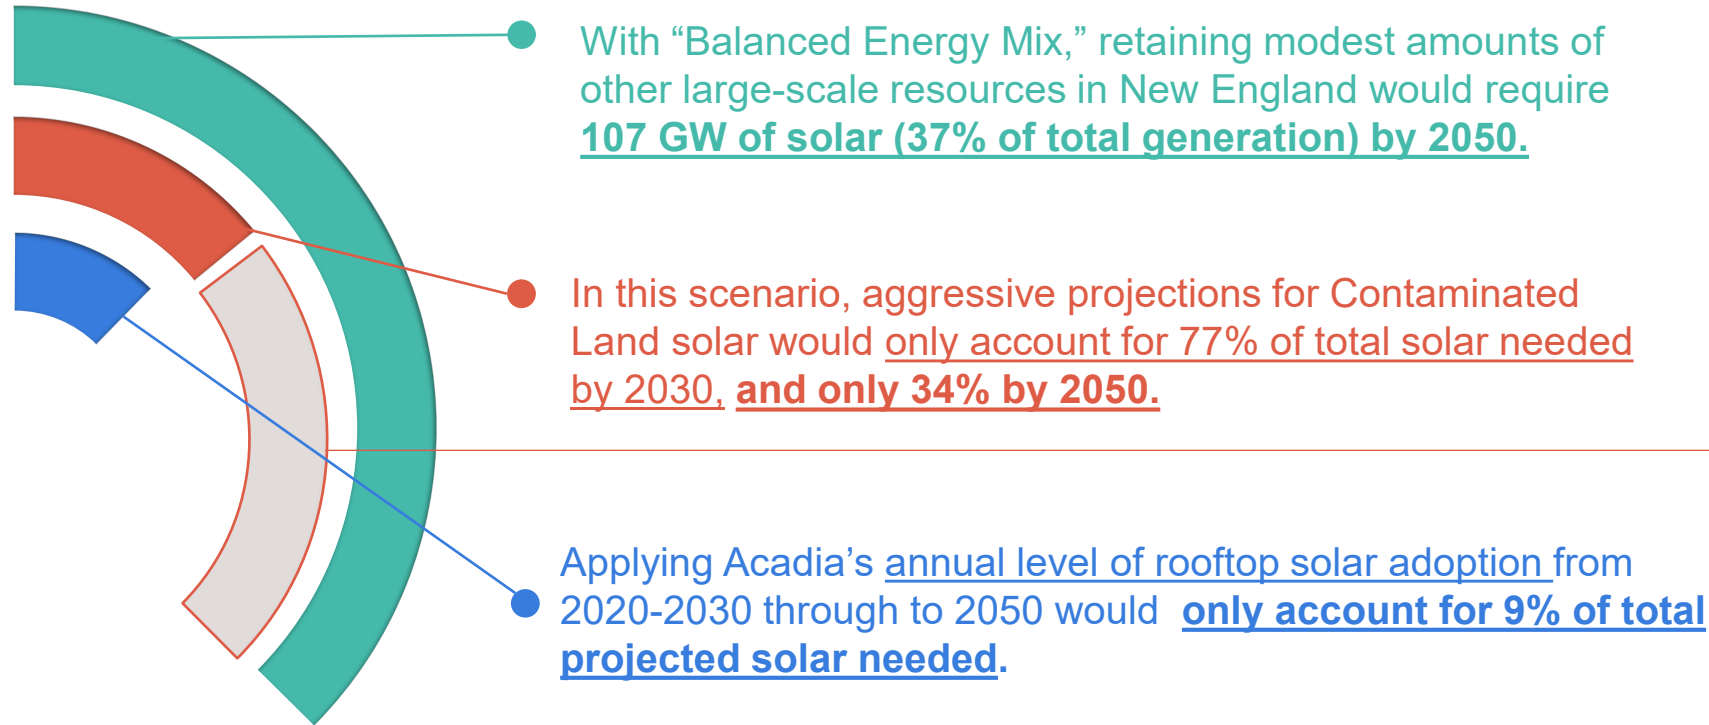 With “Balanced Energy Mix,” retaining modest amounts of
other large-scale resources in New England would require
107 GW of solar (37% of total generation) by 2050.
In this scenario, aggressive projections for Contaminated
Land solar would only account for 77% of total solar needed
by 2030, and only 34% by 2050.
Applying Acadia’s annual level of rooftop solar adoption from
2020-2030 through to 2050 would only account for 9% of total
projected solar needed.